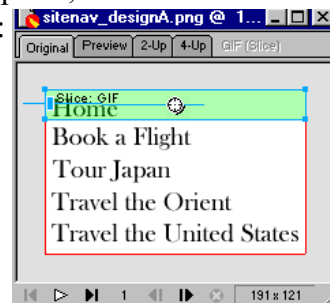 :
sitenav_designA.png @ 1...
Original Preview 2-Up 4-Up GIF (Slice)
Slice: GIF
Home
Book a Flight
Tour Japan
Travel the Orient
Travel the United States
1 191 x 121